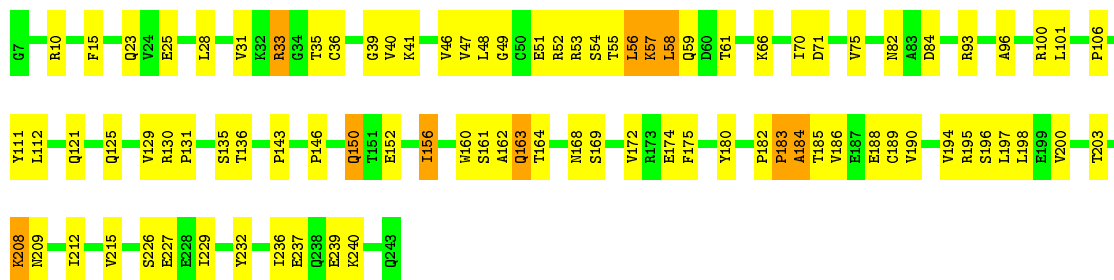 G7 R10 F15 Q23 V24 E25 L28 V31 K32 R33 G34 T35 C36 G39 V40 K41 V46 V47 L48 G49 C50 E51 R52 R53 S54 T55 L56 K57 L58 Q59 D60 T61 K66 I70 D71 V75 N82 A83 D84 R93 A96 R100 L101 P106
Y111 L112 Q121 Q125 V129 R130 P131 S135 T136 P143 P146 Q150 T151 E152 I156 W160 S161 A162 Q163 T164 N168 S169 V172 R173 E174 F175 Y180 P182 P183 A184 T185 V186 E187 E188 C189 V190 V194 R195 S196 L197 L198 E199 V200 T203
K208 N209 I212 V215 S226 E227 E228 I229 Y232 I236 E237 Q238 E239 K240 Q243